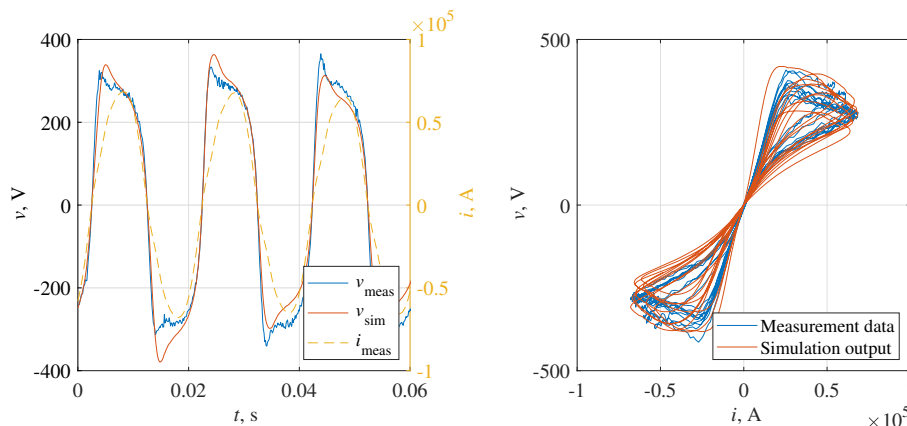 ×10^5
400
200
0
-200
-400
v, V
1
0.5
0
-0.5
-1
i, A
v_meas
v_sim
i_meas
0
0.02
0.04
0.06
t, s
500
0
-500
v, V
Measurement data
Simulation output
-1
-0.5
0
0.5
i, A